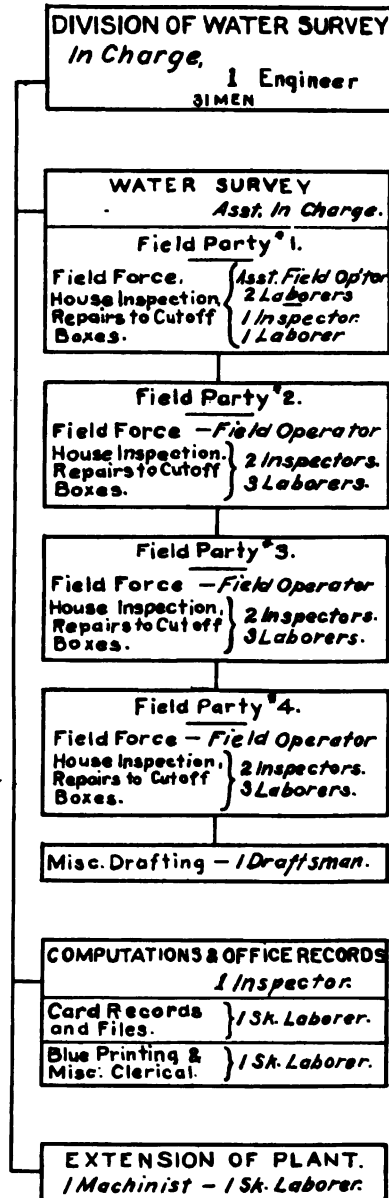 DIVISION OF WATER SURVEY
In Charge,
1 Engineer
31 MEN
WATER SURVEY
Asst. In Charge.
Field Party #1.
Field Force, Asst. Field Op'tor
House Inspection, 2 Laborers
Repairs to Cutoff 1 Inspector.
Boxes. 1 Laborer
Field Party #2.
Field Force - Field Operator
House Inspection,
Repairs to Cutoff 2 Inspectors.
Boxes. 3 Laborers.
Field Party #3.
Field Force - Field Operator
House Inspection,
Repairs to Cutoff 2 Inspectors.
Boxes. 3 Laborers.
Field Party #4.
Field Force - Field Operator
House Inspection, 2 Inspectors.
Repairs to Cutoff 3 Laborers.
Boxes.
Misc. Drafting - 1 Draftsman.
COMPUTATIONS & OFFICE RECORDS
1 Inspector.
Card Records 1 Sk. Laborer.
and Files.
Blue Printing & 1 Sk. Laborer.
Misc. Clerical.
EXTENSION OF PLANT.
1 Machinist - 1 Sk. Laborer.